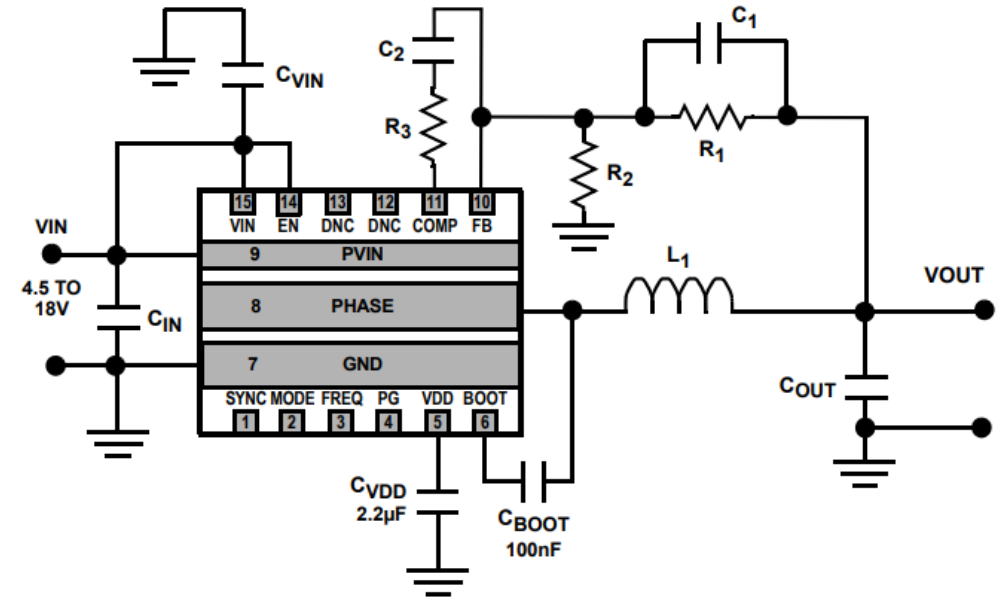 C1
C2
CVIN
R3
R1
R2
15 14 13 12 11 10
VIN EN DNC DNC COMP FB
VIN
9 PVIN
4.5 TO
18V
L1
VOUT
8 PHASE
CIN
7 GND
COUT
SYNC MODE FREQ PG VDD BOOT
1 2 3 4 5 6
CVDD
2.2µF
CBOOT
100nF